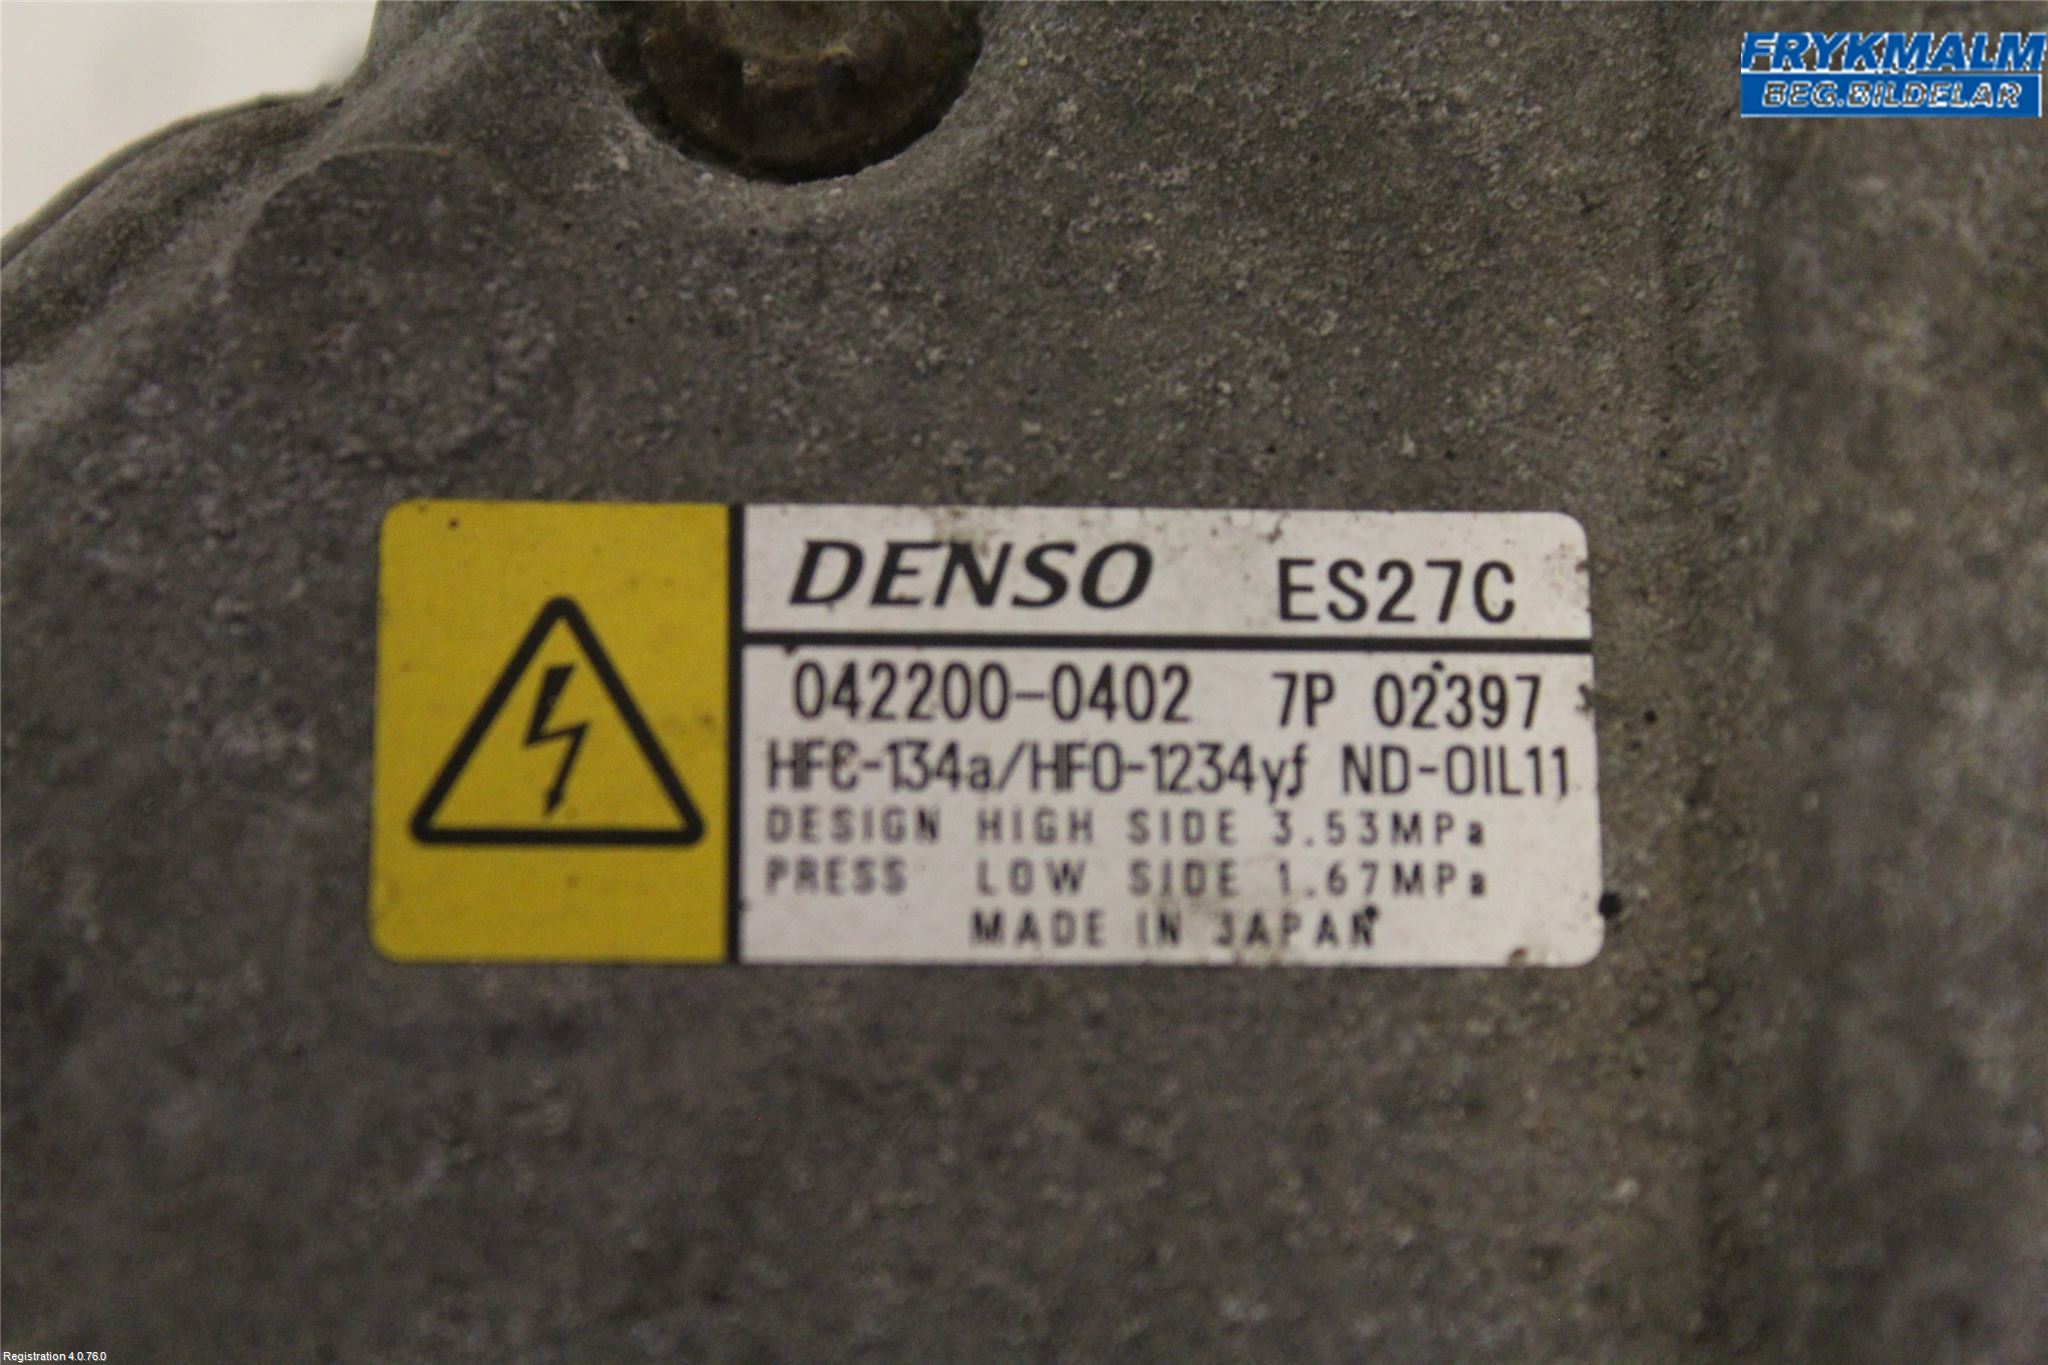 FRYKMALM
BEG.BILDELAR
DENSO ES27C
042200-0402 7P 02397
HFC-134a/HFO-1234yf ND-OIL11
DESIGN HIGH SIDE 3.53MPa
PRESS LOW SIDE 1.67MPa
MADE IN JAPAN
Registration 4.0.76.0